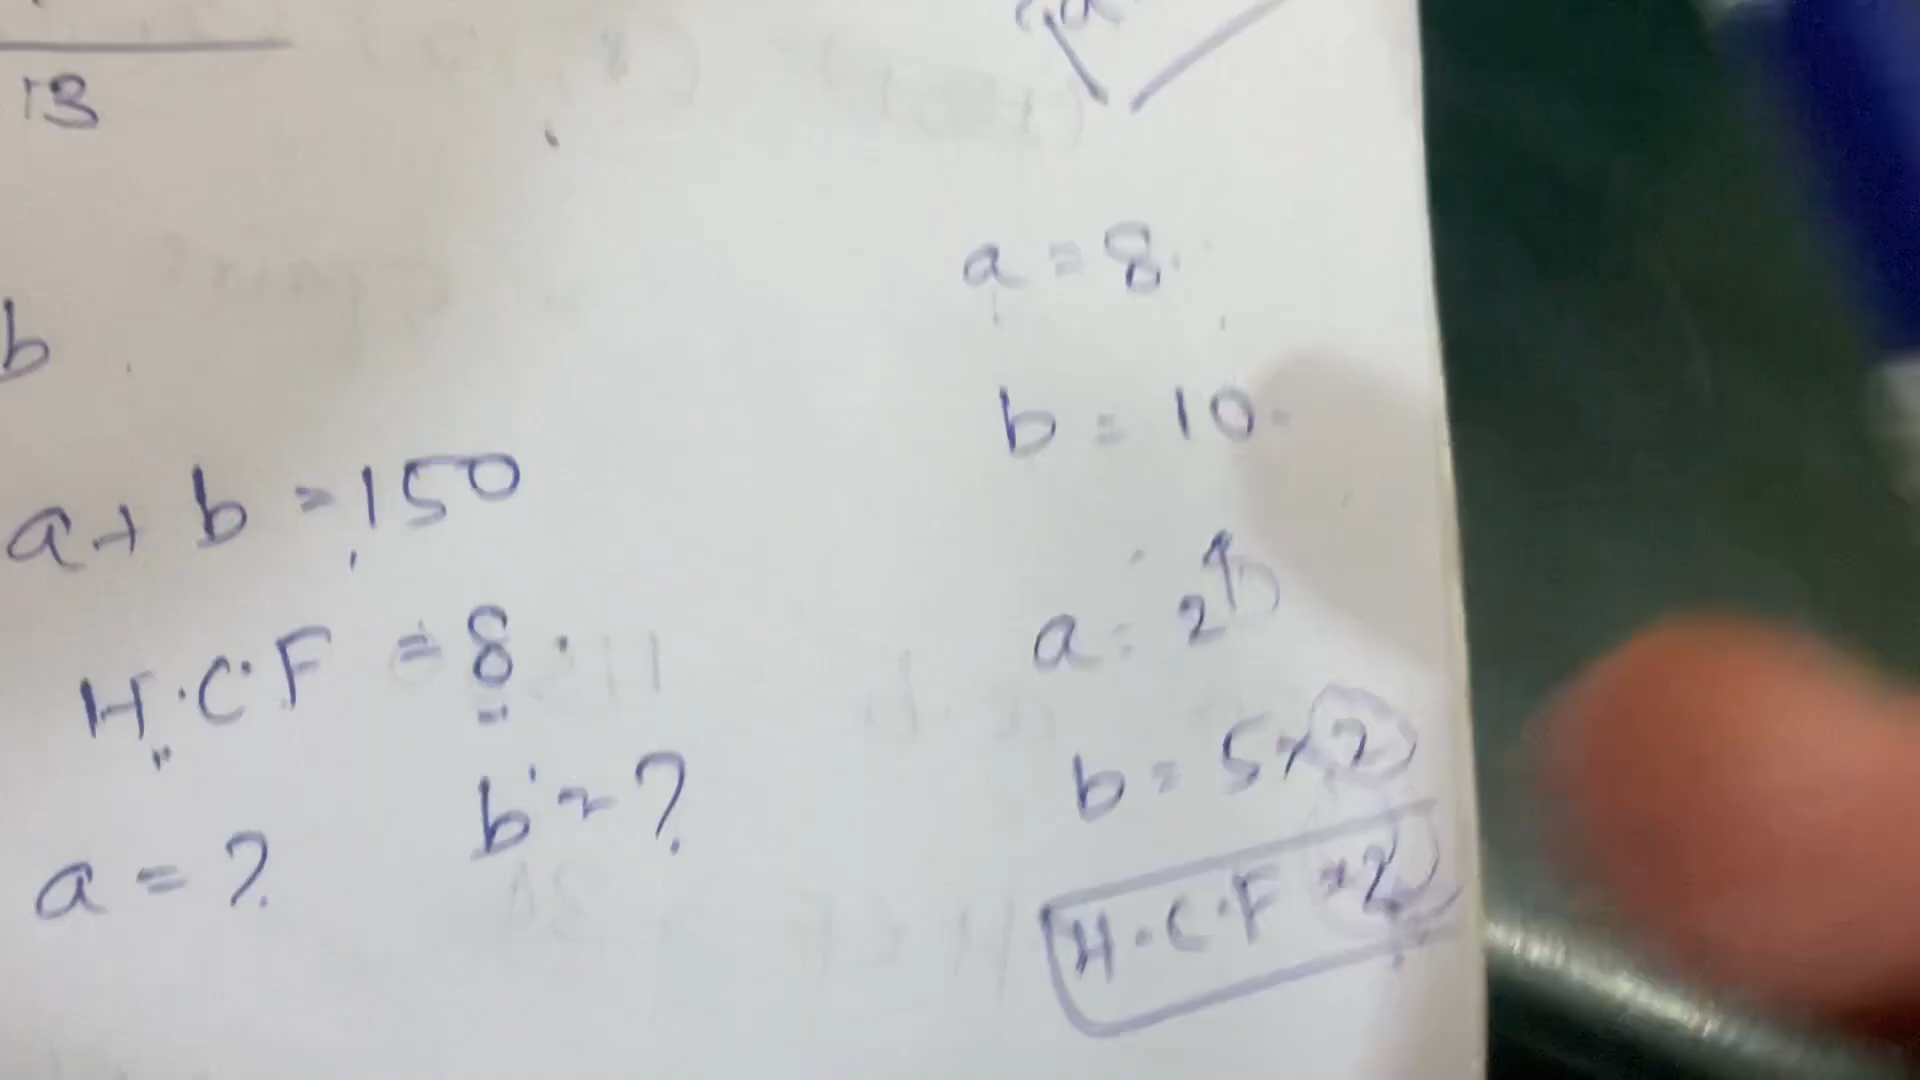 13
b
a + b = 150
H.C.F = 8.
a = ?
b = ?
a = 8.
b = 10.
a = 2
b = 5 × 2
H.C.F = 2